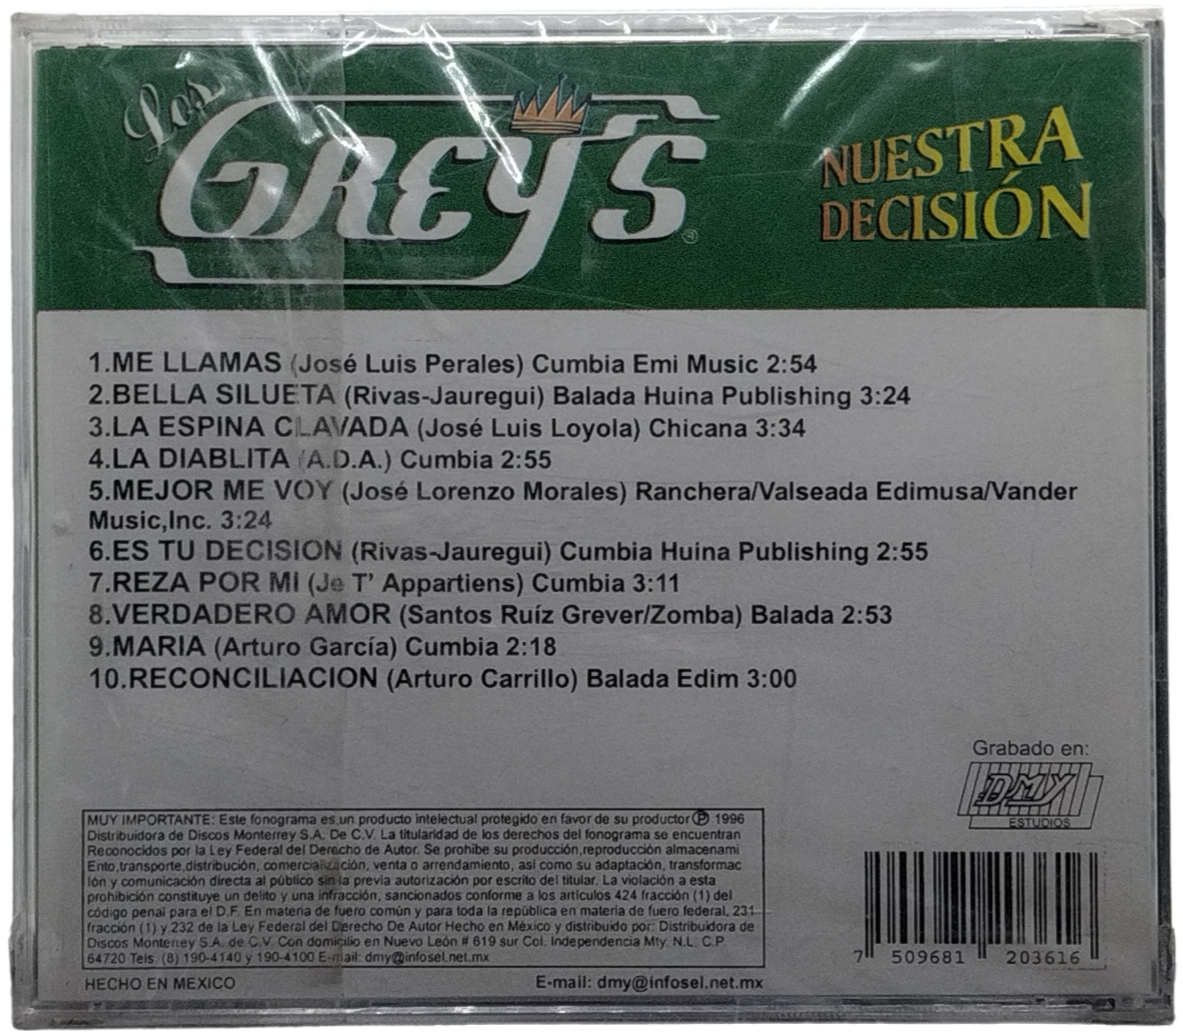 Los
GREY'S
NUESTRA
DECISIÓN
1.ME LLAMAS (José Luis Perales) Cumbia Emi Music 2:54
2.BELLA SILUETA (Rivas-Jauregui) Balada Huina Publishing 3:24
3.LA ESPINA CLAVADA (José Luis Loyola) Chicana 3:34
4.LA DIABLITA (A.D.A.) Cumbia 2:55
5.MEJOR ME VOY (José Lorenzo Morales) Ranchera/Valseada Edimusa/Vander
Music,Inc. 3:24
6.ES TU DECISION (Rivas-Jauregui) Cumbia Huina Publishing 2:55
7.REZA POR MI (Je T' Appartiens) Cumbia 3:11
8.VERDADERO AMOR (Santos Ruíz Grever/Zomba) Balada 2:53
9.MARIA (Arturo García) Cumbia 2:18
10.RECONCILIACION (Arturo Carrillo) Balada Edim 3:00
Grabado en:
DMY
ESTUDIOS
MUY IMPORTANTE: Este fonograma es un producto intelectual protegido en favor de su productor ℗ 1996
Distribuidora de Discos Monterrey S.A. De C.V. La titularidad de los derechos del fonograma se encuentran
Reconocidos por la Ley Federal del Derecho de Autor. Se prohibe su producción,reproducción almacenami
Ento,transporte,distribución, comercialización, venta o arrendamiento, así como su adaptación, transformac
Ión y comunicación directa al público sin la previa autorización por escrito del titular. La violación a esta
prohibición constituye un delito y una infracción, sancionados conforme a los artículos 424 fracción (1) del
código penal para el D.F. En materia de fuero común y para toda la república en materia de fuero federal, 231
fracción (1) y 232 de la Ley Federal del Derecho De Autor Hecho en México y distribuido por: Distribuidora de
Discos Monterrey S.A. de C.V. Con domicilio en Nuevo León # 619 sur Col. Independencia Mty. N.L. C.P.
64720 Tels. (8) 190-4140 y 190-4100 E-mail: dmy@infosel.net.mx
HECHO EN MEXICO
E-mail: dmy@infosel.net.mx
7 509681 203616